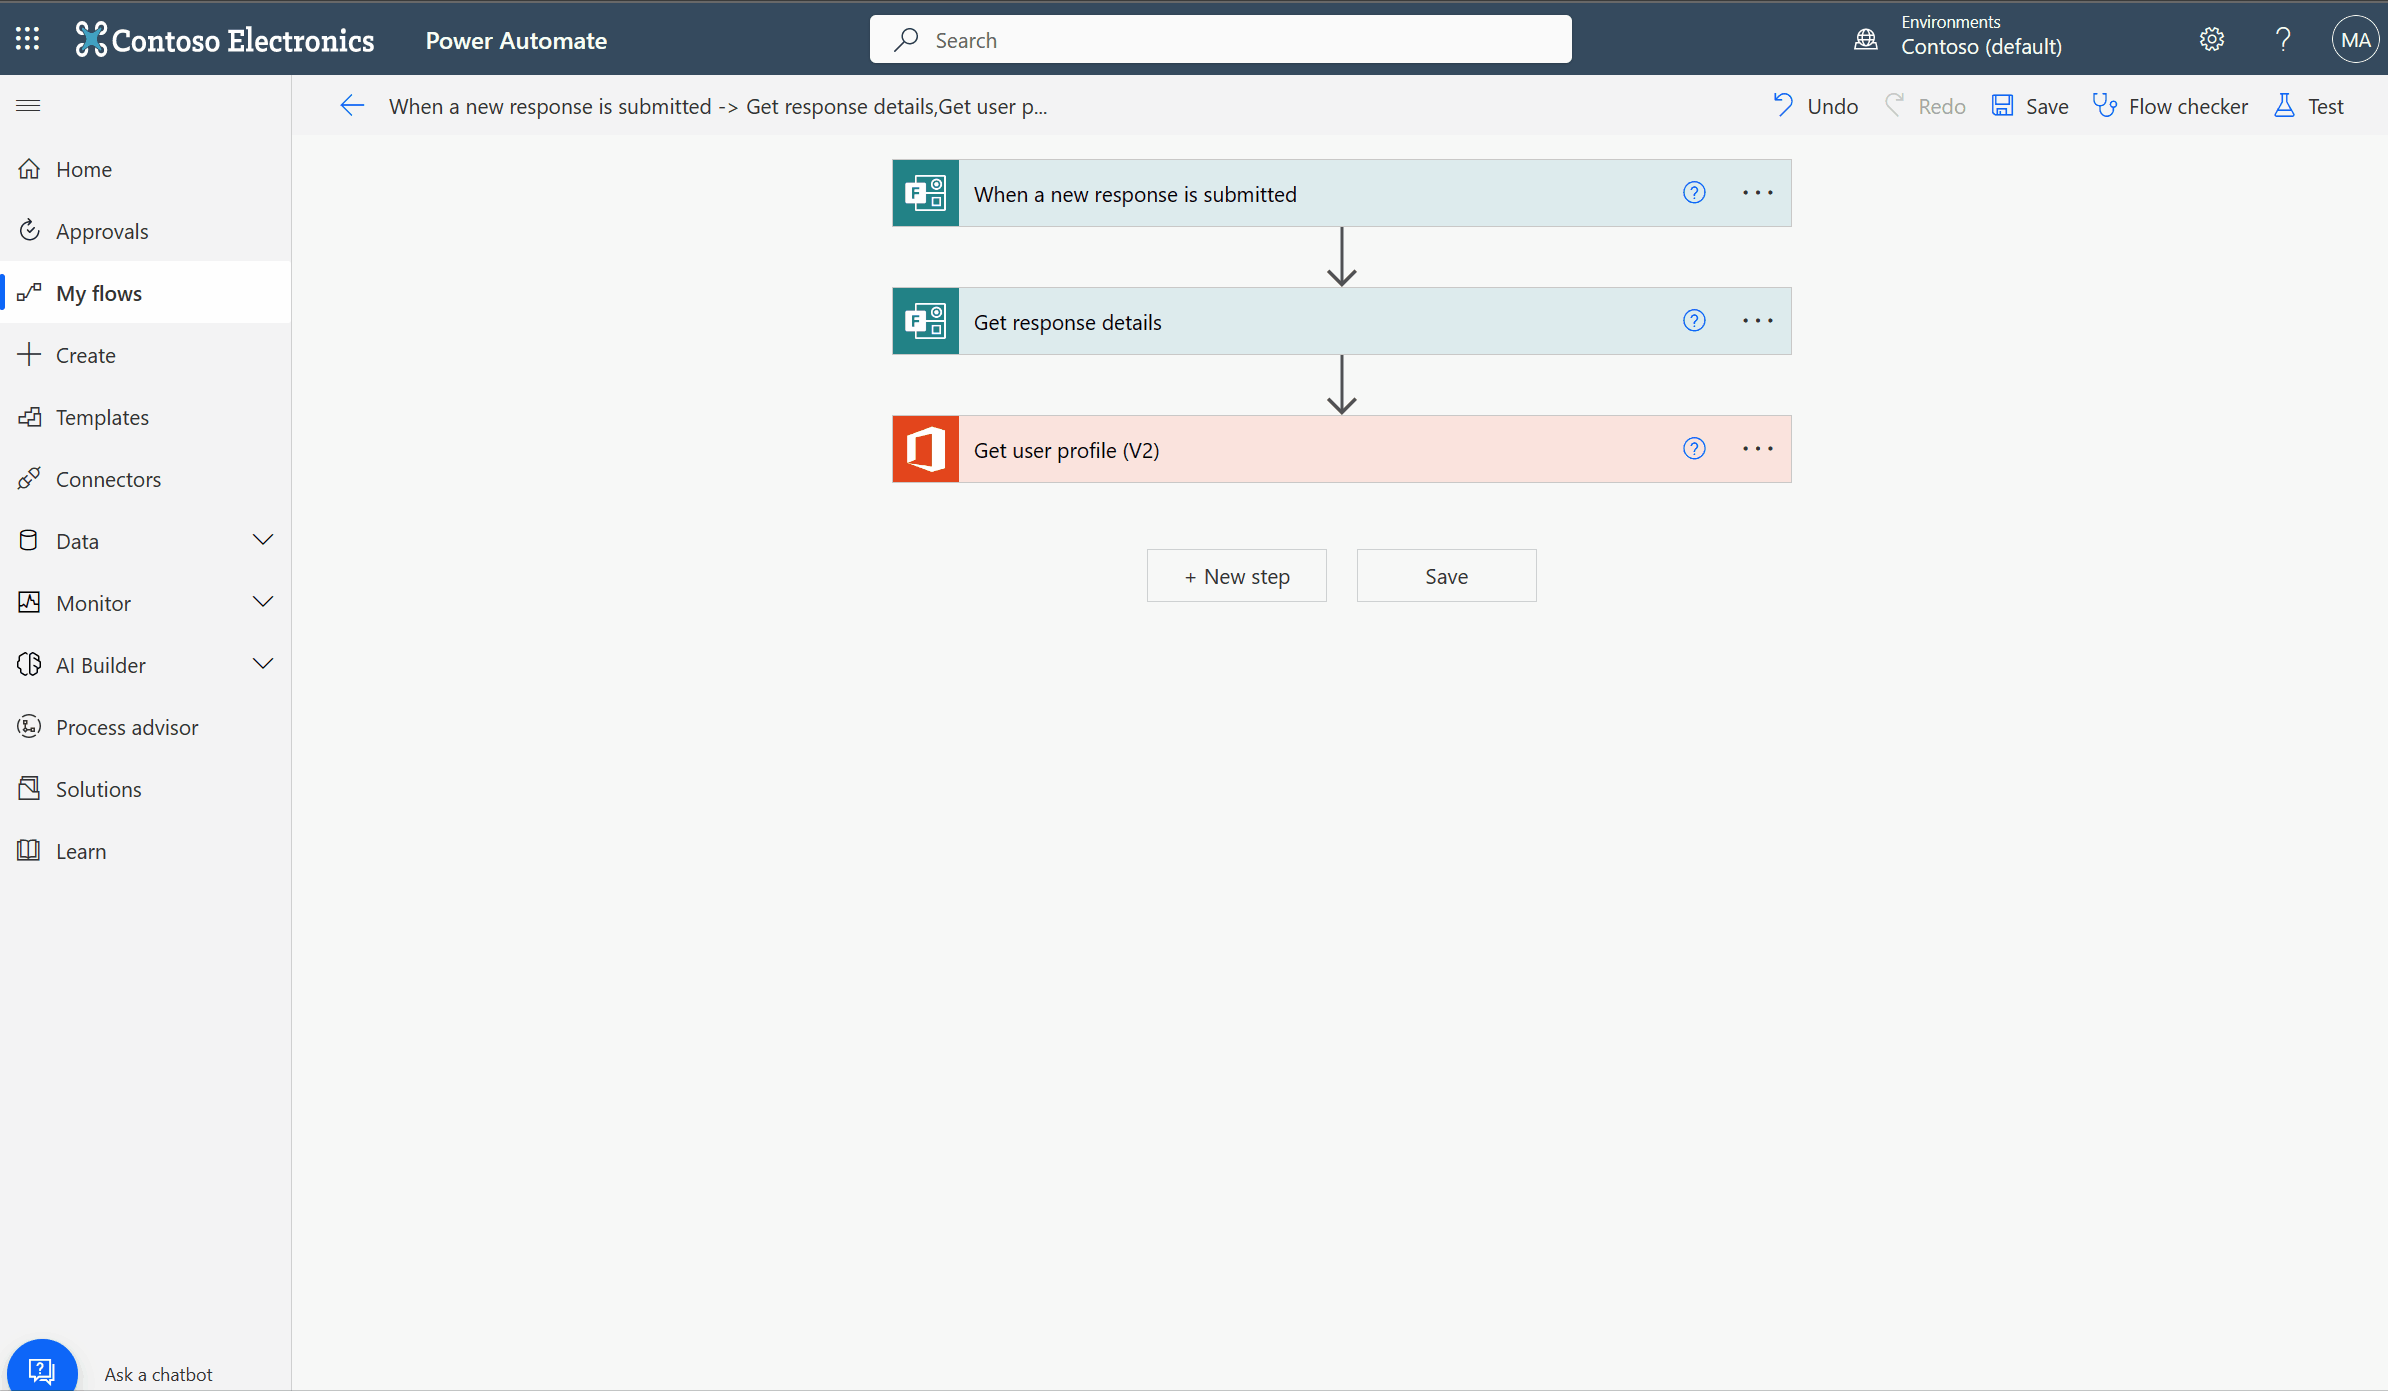 Contoso Electronics
Power Automate
Search
Environments
Contoso (default)
?
MA
When a new response is submitted -> Get response details,Get user p...
Undo
Redo
Save
Flow checker
Test
Home
Approvals
My flows
Create
Templates
Connectors
Data
Monitor
AI Builder
Process advisor
Solutions
Learn
F
When a new response is submitted
?
...
F
Get response details
?
...
Get user profile (V2)
?
...
+ New step
Save
?
Ask a chatbot